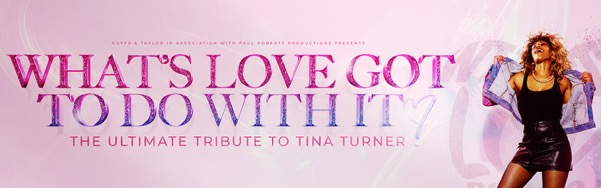 CUFFE & TAYLOR IN ASSOCIATION WITH PAUL ROBERTS PRODUCTIONS PRESENTS
WHAT'S LOVE GOT
TO DO WITH IT?
THE ULTIMATE TRIBUTE TO TINA TURNER